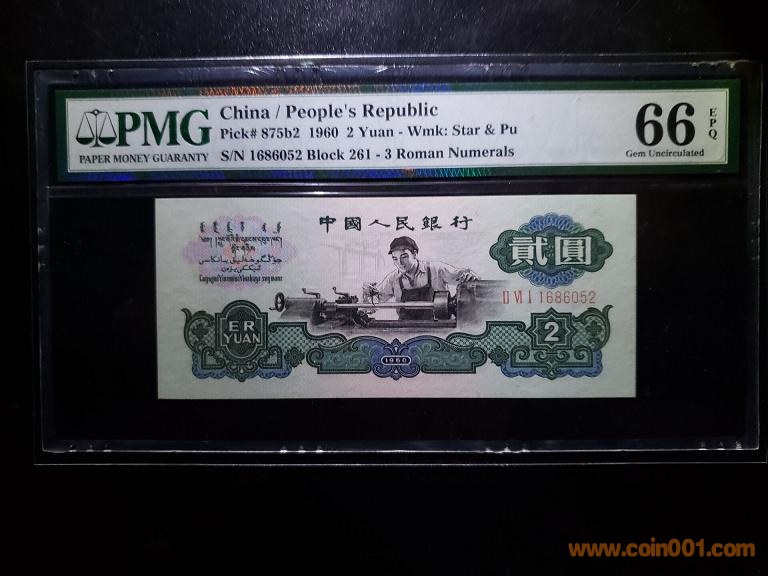 PMG
PAPER MONEY GUARANTY
China / People's Republic
Pick# 875b2 1960 2 Yuan - Wmk: Star & Pu
S/N 1686052 Block 261 - 3 Roman Numerals
66 EPQ
Gem Uncirculated
中國人民銀行
貳圓
II VI I 1686052
ER
YUAN
2
1960
www.coin001.com